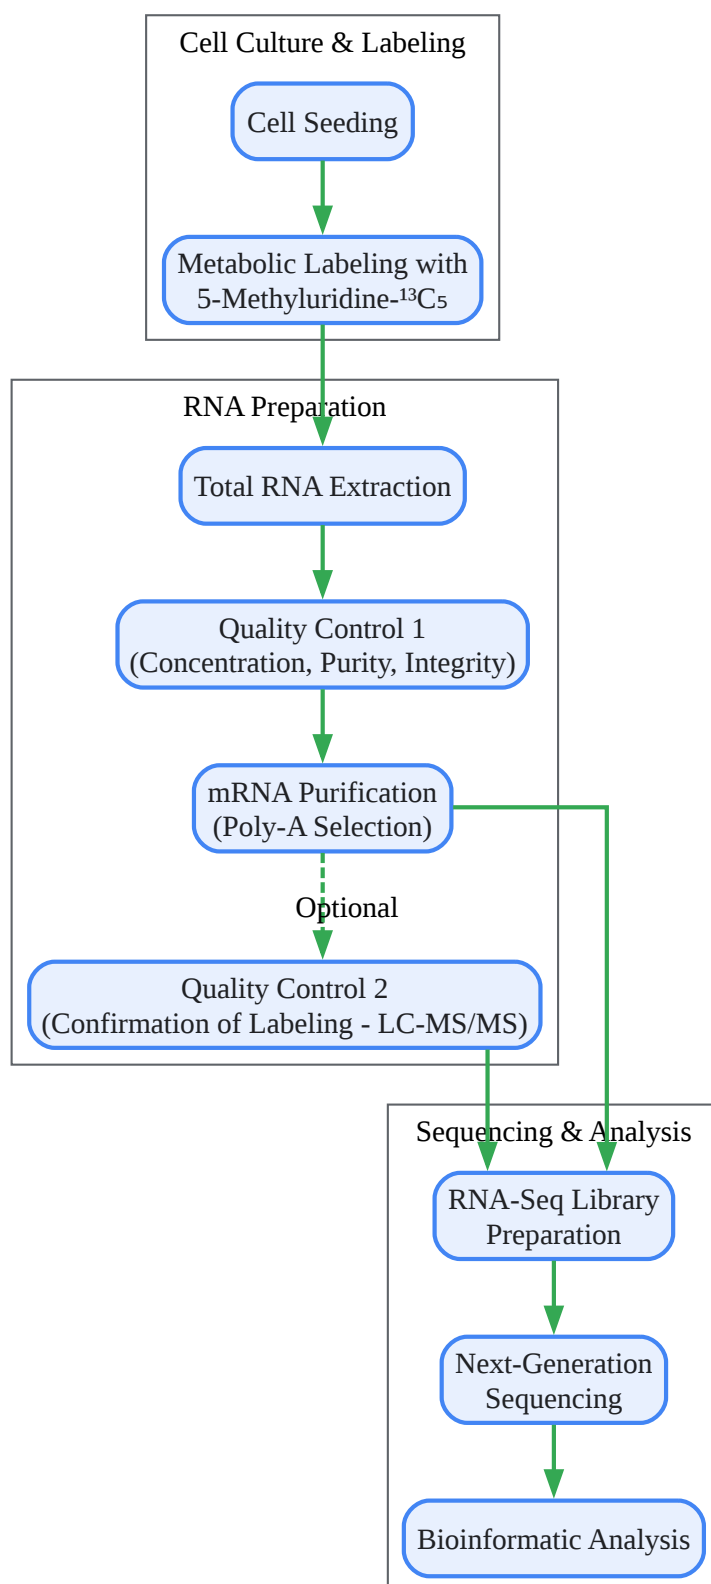 Cell Culture & Labeling
Cell Seeding
Metabolic Labeling with
5-Methyluridine-¹³C₅
RNA Preparation
Total RNA Extraction
Quality Control 1
(Concentration, Purity, Integrity)
mRNA Purification
(Poly-A Selection)
Optional
Quality Control 2
(Confirmation of Labeling - LC-MS/MS)
Sequencing & Analysis
RNA-Seq Library
Preparation
Next-Generation
Sequencing
Bioinformatic Analysis